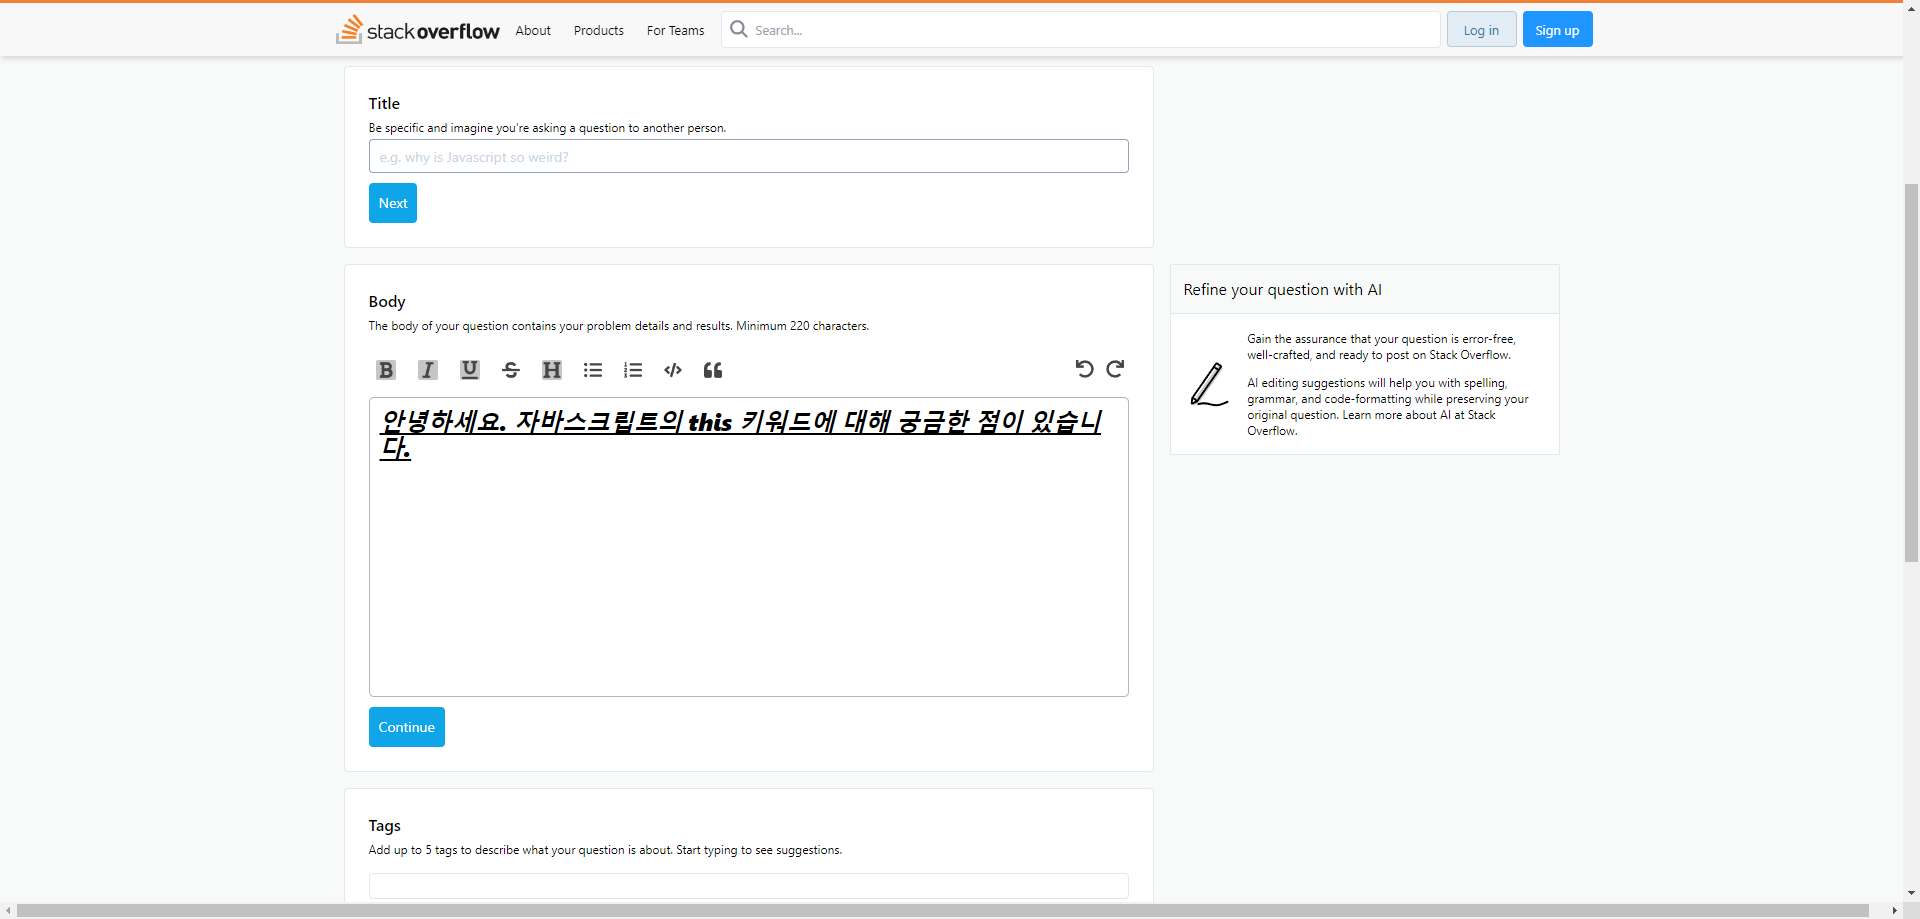 stack overflow About Products For Teams Search... Log in Sign up
Title
Be specific and imagine you're asking a question to another person.
e.g. why is Javascript so weird?
Next
Body
The body of your question contains your problem details and results. Minimum 220 characters.
B I U S H
안녕하세요. 자바스크립트의 this 키워드에 대해 궁금한 점이 있습니
다.
Continue
Refine your question with AI
Gain the assurance that your question is error-free,
well-crafted, and ready to post on Stack Overflow.
AI editing suggestions will help you with spelling,
grammar, and code-formatting while preserving your
original question. Learn more about AI at Stack
Overflow.
Tags
Add up to 5 tags to describe what your question is about. Start typing to see suggestions.